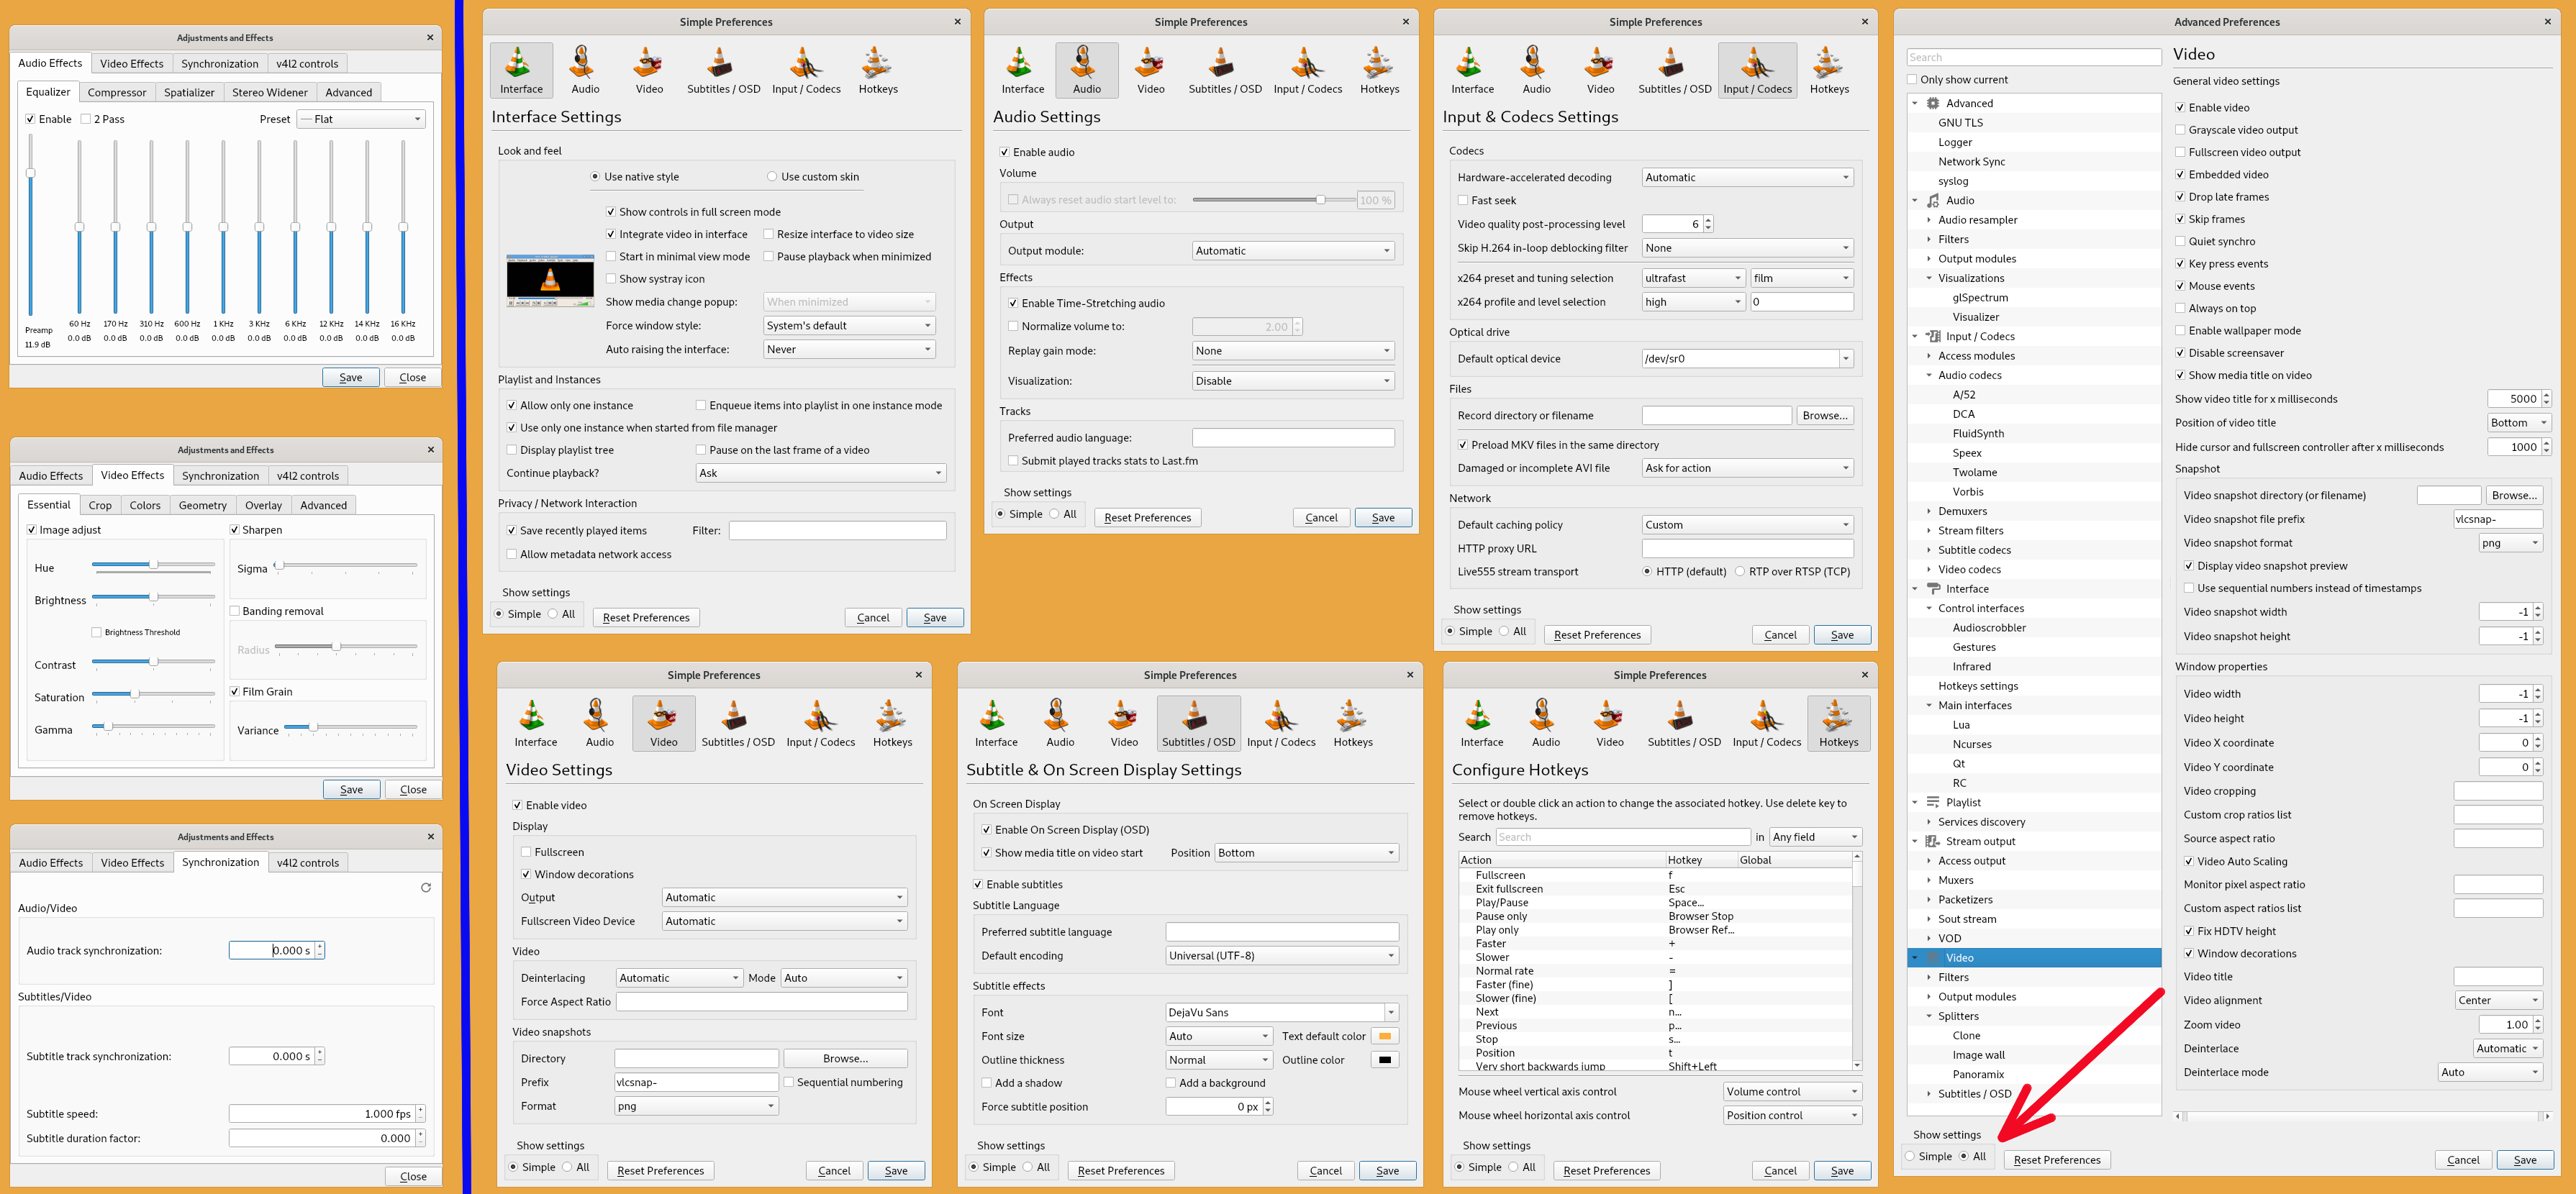 Adjustments and Effects
Audio Effects Video Effects Synchronization v4l2 controls
Equalizer Compressor Spatializer Stereo Widener Advanced
Enable 2 Pass Preset Flat
60 Hz 170 Hz 310 Hz 600 Hz 1 KHz 3 KHz 6 KHz 12 KHz 14 KHz 16 KHz
Preamp 0.0 dB 0.0 dB 0.0 dB 0.0 dB 0.0 dB 0.0 dB 0.0 dB 0.0 dB 0.0 dB 0.0 dB
11.9 dB
Save Close
Adjustments and Effects
Audio Effects Video Effects Synchronization v4l2 controls
Essential Crop Colors Geometry Overlay Advanced
Image adjust Sharpen
Hue Sigma
Brightness
Banding removal
Brightness Threshold
Radius
Contrast
Saturation Film Grain
Gamma Variance
Save Close
Adjustments and Effects
Audio Effects Video Effects Synchronization v4l2 controls
Audio/Video
Audio track synchronization: 0.000 s
Subtitles/Video
Subtitle track synchronization: 0.000 s
Subtitle speed: 1.000 fps
Subtitle duration factor: 0.000
Close
Simple Preferences
Interface Audio Video Subtitles / OSD Input / Codecs Hotkeys
Interface Settings
Look and feel
Use native style Use custom skin
Show controls in full screen mode
Integrate video in interface Resize interface to video size
Start in minimal view mode Pause playback when minimized
Show systray icon
Show media change popup: When minimized
Force window style: System's default
Auto raising the interface: Never
Playlist and Instances
Allow only one instance Enqueue items into playlist in one instance mode
Use only one instance when started from file manager
Display playlist tree Pause on the last frame of a video
Continue playback? Ask
Privacy / Network Interaction
Save recently played items Filter:
Allow metadata network access
Show settings
Simple All Reset Preferences Cancel Save
Simple Preferences
Interface Audio Video Subtitles / OSD Input / Codecs Hotkeys
Audio Settings
Enable audio
Volume
Always reset audio start level to: 100 %
Output
Output module: Automatic
Effects
Enable Time-Stretching audio
Normalize volume to: 2.00
Replay gain mode: None
Visualization: Disable
Tracks
Preferred audio language:
Submit played tracks stats to Last.fm
Show settings
Simple All Reset Preferences Cancel Save
Simple Preferences
Interface Audio Video Subtitles / OSD Input / Codecs Hotkeys
Input & Codecs Settings
Codecs
Hardware-accelerated decoding Automatic
Fast seek
Video quality post-processing level 6
Skip H.264 in-loop deblocking filter None
x264 preset and tuning selection ultrafast film
x264 profile and level selection high 0
Optical drive
Default optical device /dev/sr0
Files
Record directory or filename Browse...
Preload MKV files in the same directory
Damaged or incomplete AVI file Ask for action
Network
Default caching policy Custom
HTTP proxy URL
Live555 stream transport HTTP (default) RTP over RTSP (TCP)
Show settings
Simple All Reset Preferences Cancel Save
Simple Preferences
Interface Audio Video Subtitles / OSD Input / Codecs Hotkeys
Video Settings
Enable video
Display
Fullscreen
Window decorations
Output Automatic
Fullscreen Video Device Automatic
Video
Deinterlacing Automatic Mode Auto
Force Aspect Ratio
Video snapshots
Directory Browse...
Prefix vlcsnap- Sequential numbering
Format png
Show settings
Simple All Reset Preferences Cancel Save
Simple Preferences
Interface Audio Video Subtitles / OSD Input / Codecs Hotkeys
Subtitle & On Screen Display Settings
On Screen Display
Enable On Screen Display (OSD)
Show media title on video start Position Bottom
Enable subtitles
Subtitle Language
Preferred subtitle language
Default encoding Universal (UTF-8)
Subtitle effects
Font DejaVu Sans
Font size Auto Text default color
Outline thickness Normal Outline color
Add a shadow Add a background
Force subtitle position 0 px
Show settings
Simple All Reset Preferences Cancel Save
Simple Preferences
Interface Audio Video Subtitles / OSD Input / Codecs Hotkeys
Configure Hotkeys
Select or double click an action to change the associated hotkey. Use delete key to
remove hotkeys.
Search Search in Any field
Action Hotkey Global
Fullscreen f
Exit fullscreen Esc
Play/Pause Space...
Pause only Browser Stop
Play only Browser Ref...
Faster +
Slower -
Normal rate =
Faster (fine) ]
Slower (fine) [
Next n...
Previous p...
Stop s...
Position t
Very short backwards jump Shift+Left
Mouse wheel vertical axis control Volume control
Mouse wheel horizontal axis control Position control
Show settings
Simple All Reset Preferences Cancel Save
Advanced Preferences
Search
Only show current
Advanced
GNU TLS
Logger
Network Sync
syslog
Audio
Audio resampler
Filters
Output modules
Visualizations
glSpectrum
Visualizer
Input / Codecs
Access modules
Audio codecs
A/52
DCA
FluidSynth
Speex
Twolame
Vorbis
Demuxers
Stream filters
Subtitle codecs
Video codecs
Interface
Control interfaces
Audioscrobbler
Gestures
Infrared
Hotkeys settings
Main interfaces
Lua
Ncurses
Qt
RC
Playlist
Services discovery
Stream output
Access output
Muxers
Packetizers
Sout stream
VOD
Video
Filters
Output modules
Splitters
Clone
Image wall
Panoramix
Subtitles / OSD
Video
General video settings
Enable video
Grayscale video output
Fullscreen video output
Embedded video
Drop late frames
Skip frames
Quiet synchro
Key press events
Mouse events
Always on top
Enable wallpaper mode
Disable screensaver
Show media title on video
Show video title for x milliseconds 5000
Position of video title Bottom
Hide cursor and fullscreen controller after x milliseconds 1000
Snapshot
Video snapshot directory (or filename) Browse...
Video snapshot file prefix vlcsnap-
Video snapshot format png
Display video snapshot preview
Use sequential numbers instead of timestamps
Video snapshot width -1
Video snapshot height -1
Window properties
Video width -1
Video height -1
Video X coordinate 0
Video Y coordinate 0
Video cropping
Custom crop ratios list
Source aspect ratio
Video Auto Scaling
Monitor pixel aspect ratio
Custom aspect ratios list
Fix HDTV height
Window decorations
Video title
Video alignment Center
Zoom video 1.00
Deinterlace Automatic
Deinterlace mode Auto
Show settings
Simple All Reset Preferences Cancel Save